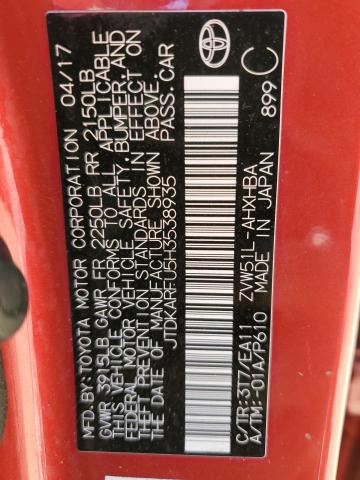 MFD.BY:TOYOTA MOTOR CORPORATION 04/17
GVWR 3915LB GAWR FR 2250LB RR 2150LB
THIS VEHICLE CONFORMS TO ALL APPLICABLE
FEDERAL MOTOR VEHICLE SAFETY,BUMPER,AND
THEFT PREVENTION STANDARDS IN EFFECT ON
THE DATE OF MANUFACTURE SHOWN ABOVE.
JTDKARFU5H3538535 PASS.CAR
ZVW51L-AHXHBA
C/TR:3T7/EA11
A/TM:-01A/P610 MADE IN JAPAN
899
C